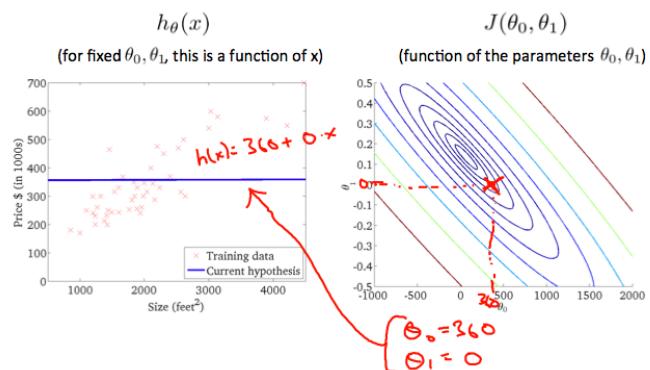 h_θ(x)
(for fixed θ₀, θ₁, this is a function of x)
700
600
500
400
300
200
100
0
Price $ (in 1000s)
h(x) = 360 + 0·x
Training data
Current hypothesis
1000
2000
3000
4000
Size (feet²)
J(θ₀, θ₁)
(function of the parameters θ₀, θ₁)
0.5
0.4
0.3
0.2
0.1
0
-0.1
-0.2
-0.3
-0.4
-0.5
θ₁
0
-1000
-500
0
500
1000
1500
2000
360
θ₀
θ₀ = 360
θ₁ = 0